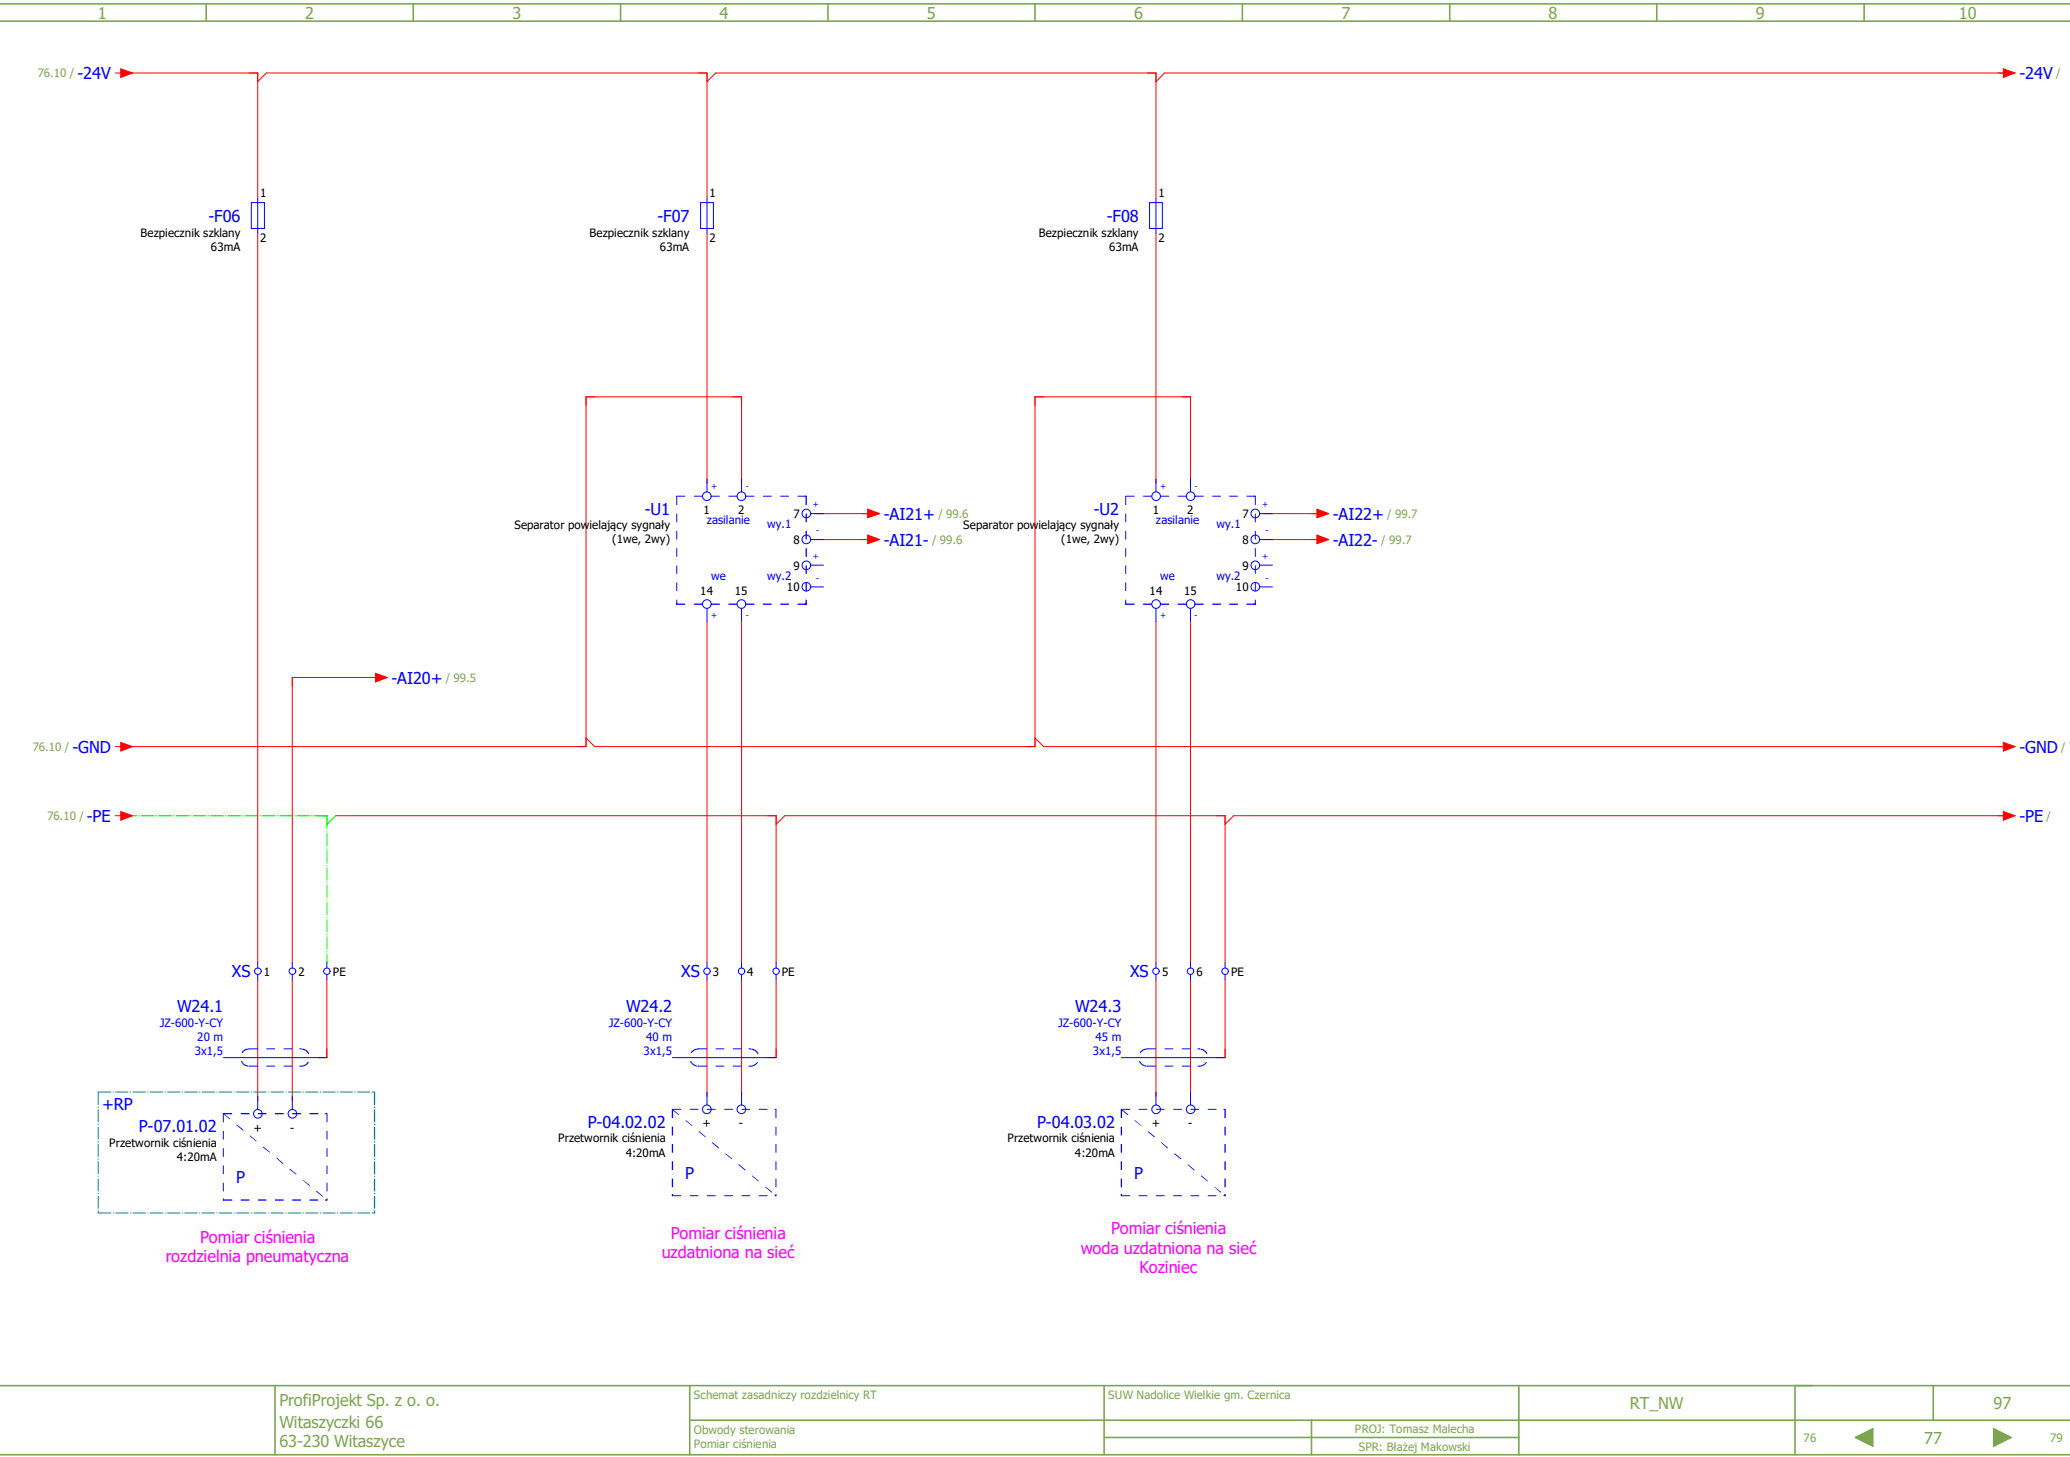 1 2 3 4 5 6 7 8 9 10
76.10 / -24V
-24V /
1
-F06
Bezpiecznik szklany
63mA
2
1
-F07
Bezpiecznik szklany
63mA
2
1
-F08
Bezpiecznik szklany
63mA
2
-U1
Separator powielający sygnały
(1we, 2wy)
+ -
1 2
zasilanie
7 +
wy.1
8 -
9 +
wy.2
10 -
we
14 15
+ -
-AI21+ / 99.6
-AI21- / 99.6
-U2
Separator powielający sygnały
(1we, 2wy)
+ -
1 2
zasilanie
7 +
wy.1
8 -
9 +
wy.2
10 -
we
14 15
+ -
-AI22+ / 99.7
-AI22- / 99.7
-AI20+ / 99.5
76.10 / -GND
-GND /
76.10 / -PE
-PE /
XS 1 2 PE
XS 3 4 PE
XS 5 6 PE
W24.1
JZ-600-Y-CY
20 m
3x1,5
W24.2
JZ-600-Y-CY
40 m
3x1,5
W24.3
JZ-600-Y-CY
45 m
3x1,5
+RP
P-07.01.02
Przetwornik ciśnienia
4:20mA
+ -
P
P-04.02.02
Przetwornik ciśnienia
4:20mA
+ -
P
P-04.03.02
Przetwornik ciśnienia
4:20mA
+ -
P
Pomiar ciśnienia
rozdzielnia pneumatyczna
Pomiar ciśnienia
uzdatniona na sieć
Pomiar ciśnienia
woda uzdatniona na sieć
Koziniec
ProfiProjekt Sp. z o. o.
Witaszyczki 66
63-230 Witaszyce
Schemat zasadniczy rozdzielnicy RT
Obwody sterowania
Pomiar ciśnienia
SUW Nadolice Wielkie gm. Czernica
PROJ: Tomasz Malecha
SPR: Błażej Makowski
RT_NW
97
76 77 79